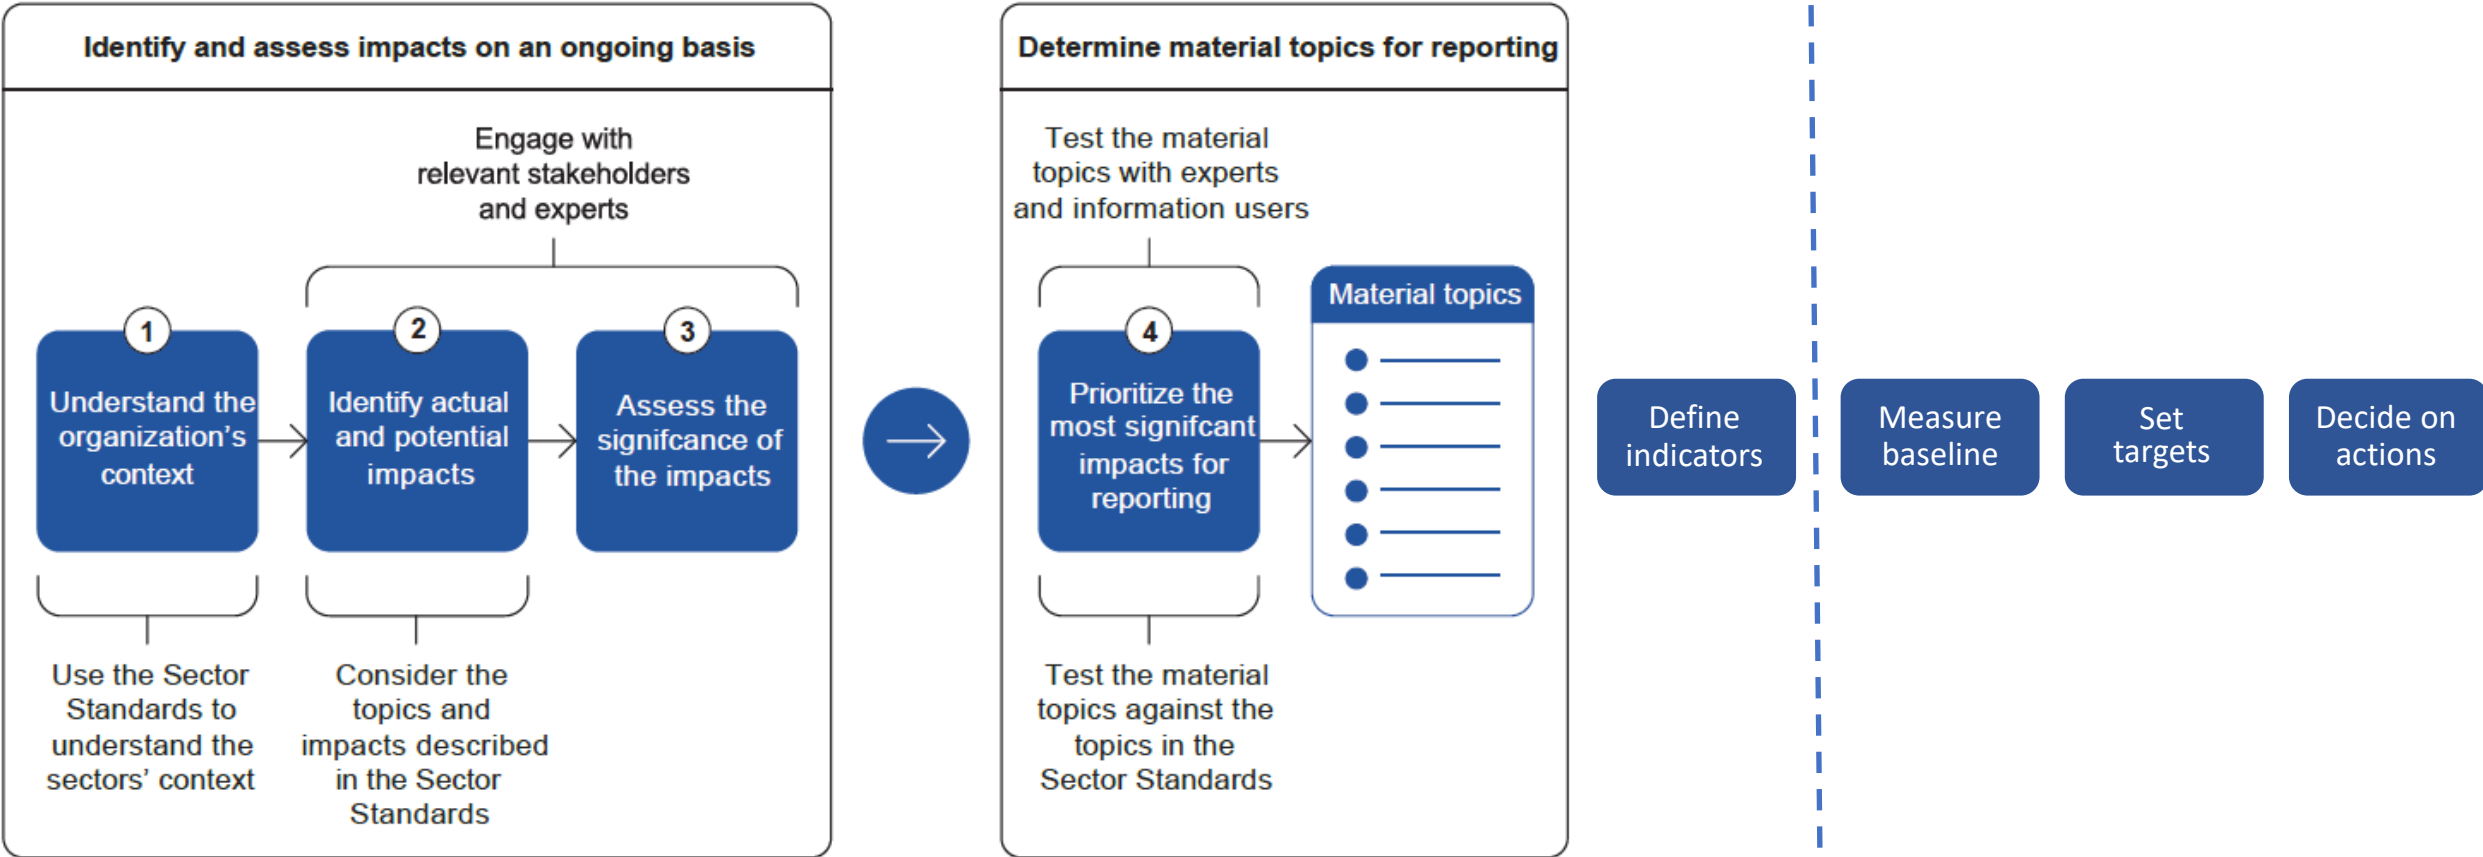 Identify and assess impacts on an ongoing basis
Engage with
relevant stakeholders
and experts
1
Understand the
organization's
context
2
Identify actual
and potential
impacts
3
Assess the
signifcance of
the impacts
Use the Sector
Standards to
understand the
sectors' context
Consider the
topics and
impacts described
in the Sector
Standards
Determine material topics for reporting
Test the material
topics with experts
and information users
4
Prioritize the
most signifcant
impacts for
reporting
Material topics
Test the material
topics against the
topics in the
Sector Standards
Define
indicators
Measure
baseline
Set
targets
Decide on
actions